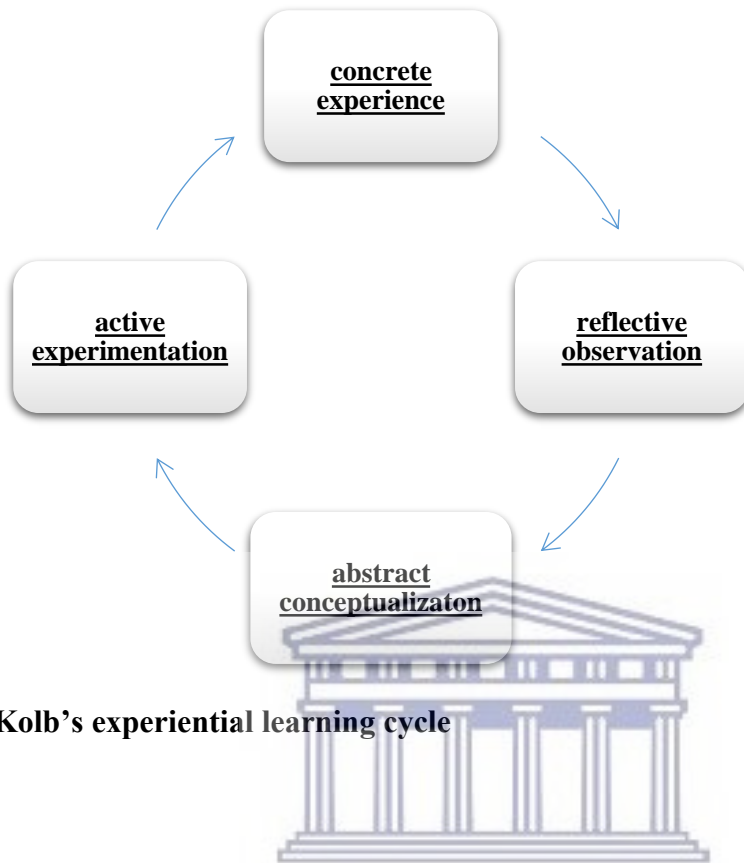 concrete
experience
active
experimentation
reflective
observation
abstract
conceptualizaton
Kolb’s experiential learning cycle